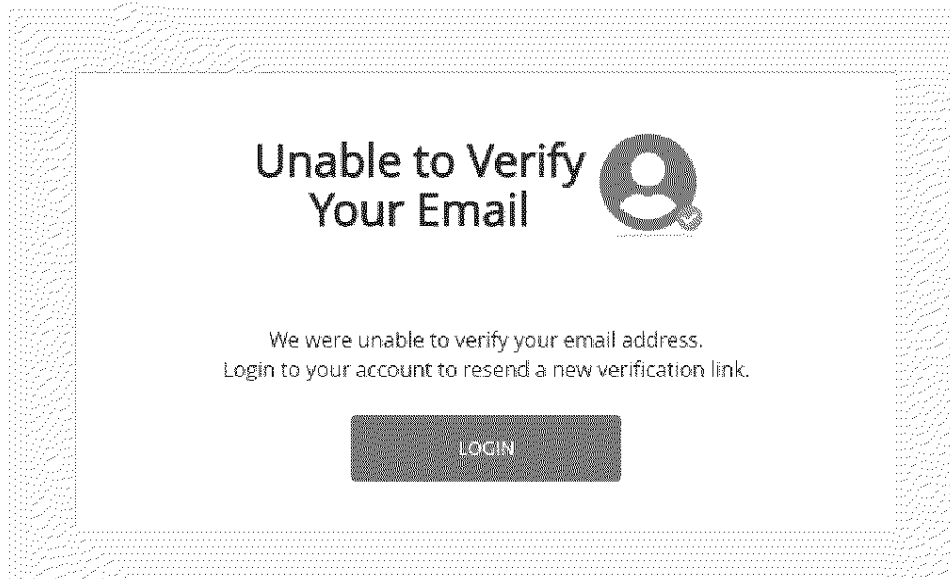 Unable to Verify
Your Email
We were unable to verify your email address.
Login to your account to resend a new verification link.
LOGIN